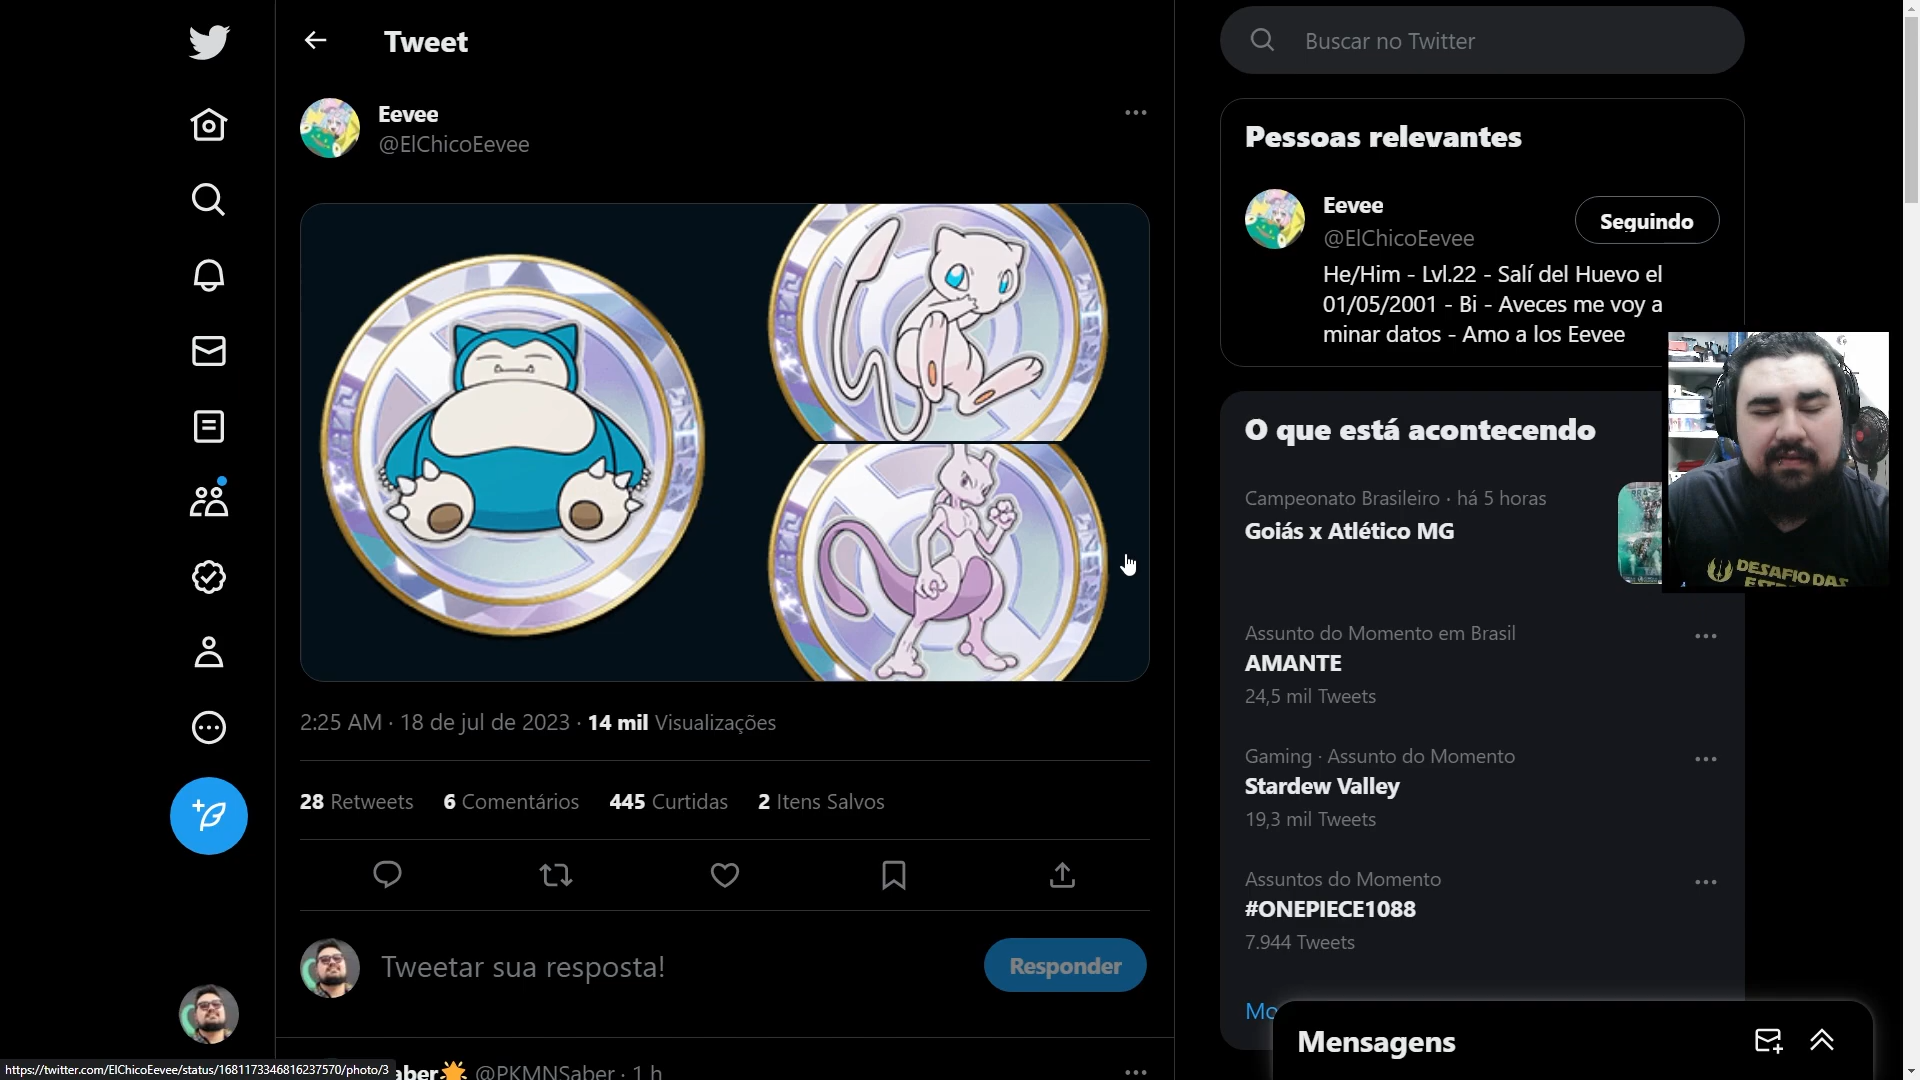 Tweet
Eevee
@ElChicoEevee
2:25 AM · 18 de jul de 2023 · 14 mil Visualizações
28 Retweets 6 Comentários 445 Curtidas 2 Itens Salvos
Tweetar sua resposta!
Responder
aber @PKMNSaber · 1 h
https://twitter.com/ElChicoEevee/status/1681173346816237570/photo/3
Buscar no Twitter
Pessoas relevantes
Eevee
@ElChicoEevee
Seguindo
He/Him - Lvl.22 - Salí del Huevo el
01/05/2001 - Bi - Aveces me voy a
minar datos - Amo a los Eevee
O que está acontecendo
Campeonato Brasileiro · há 5 horas
Goiás x Atlético MG
DESAFIO DAS
Assunto do Momento em Brasil
AMANTE
24,5 mil Tweets
Gaming · Assunto do Momento
Stardew Valley
19,3 mil Tweets
Assuntos do Momento
#ONEPIECE1088
7.944 Tweets
Mo
Mensagens